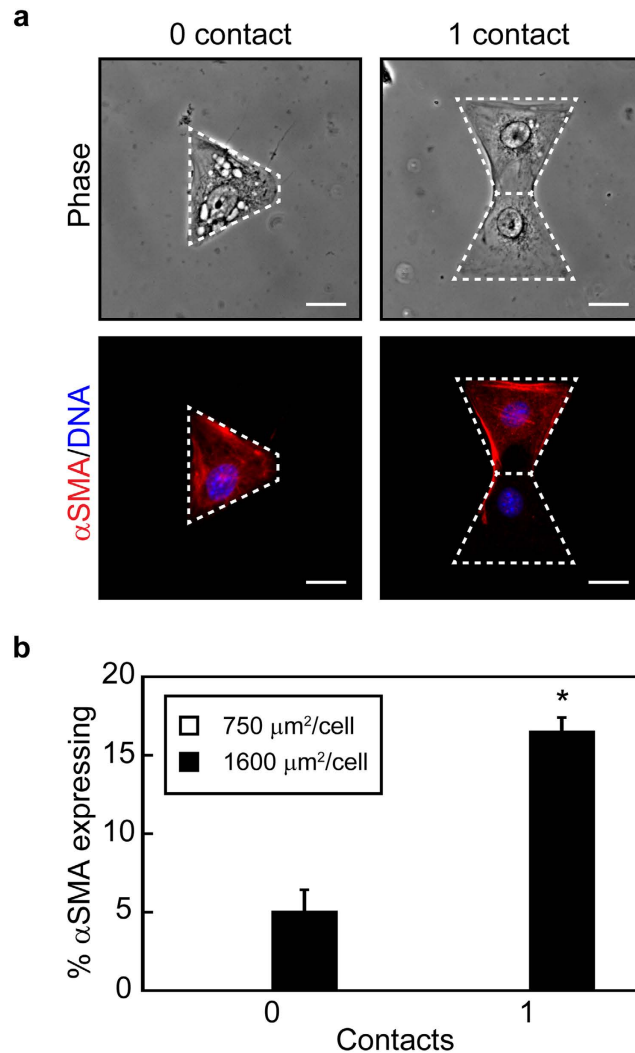 a
0 contact
1 contact
Phase
αSMA/DNA
b
% αSMA expressing
20
15
10
5
0
750 μm²/cell
1600 μm²/cell
*
0
1
Contacts